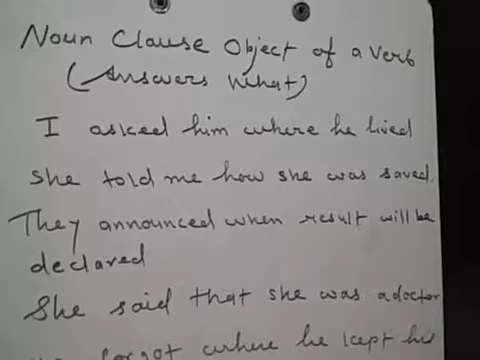 Noun Clause Object of a verb
(Answers What)
I asked him where he lived
She told me how she was saved.
They announced when result will be
declared
She said that she was a doctor
forgot where he kept his